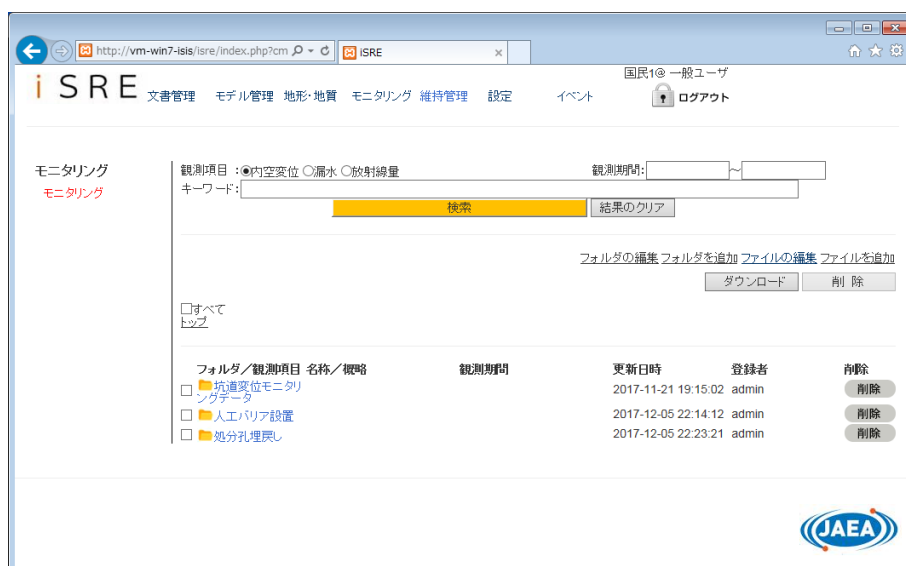 http://vm-win7-isis/isre/index.php?cm
iSRE
国民1@ 一般ユーザ
iSRE
文書管理 モデル管理 地形・地質 モニタリング 維持管理 設定 イベント ログアウト
モニタリング
モニタリング
観測項目 :◉内空変位 ○漏水 ○放射線量 観測期間: ~
キーワード:
検索 結果のクリア
フォルダの編集 フォルダを追加 ファイルの編集 ファイルを追加
ダウンロード 削 除
□すべて
トップ
フォルダ/観測項目 名称/概略 観測期間 更新日時 登録者 削除
坑道変位モニタリ
ングデータ 2017-11-21 19:15:02 admin 削除
人工バリア設置 2017-12-05 22:14:12 admin 削除
処分孔埋戻し 2017-12-05 22:23:21 admin 削除
JAEA